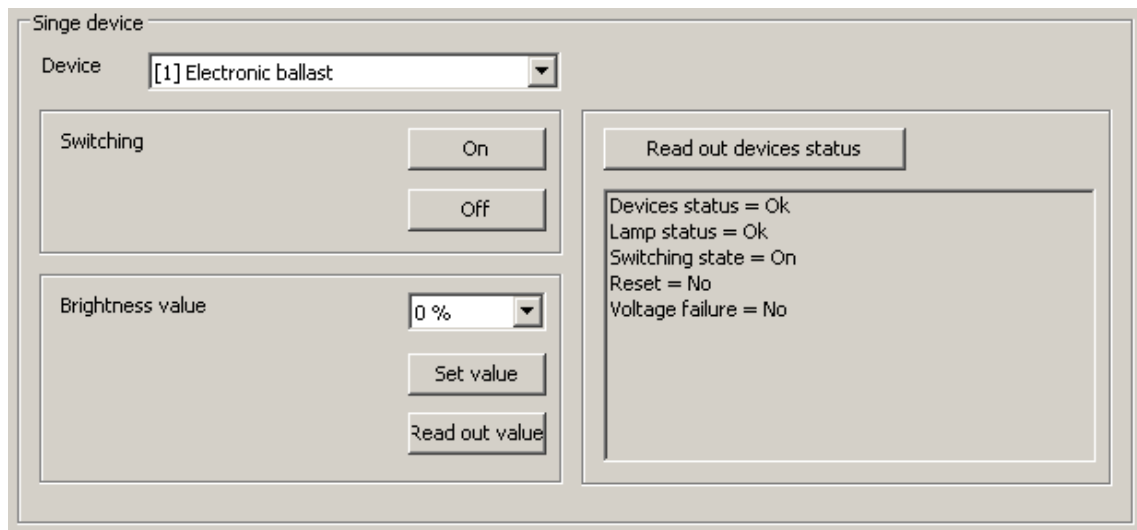 Singe device
Device
[1] Electronic ballast
Switching
On
Off
Brightness value
0 %
Set value
Read out value
Read out devices status
Devices status = Ok
Lamp status = Ok
Switching state = On
Reset = No
Voltage failure = No